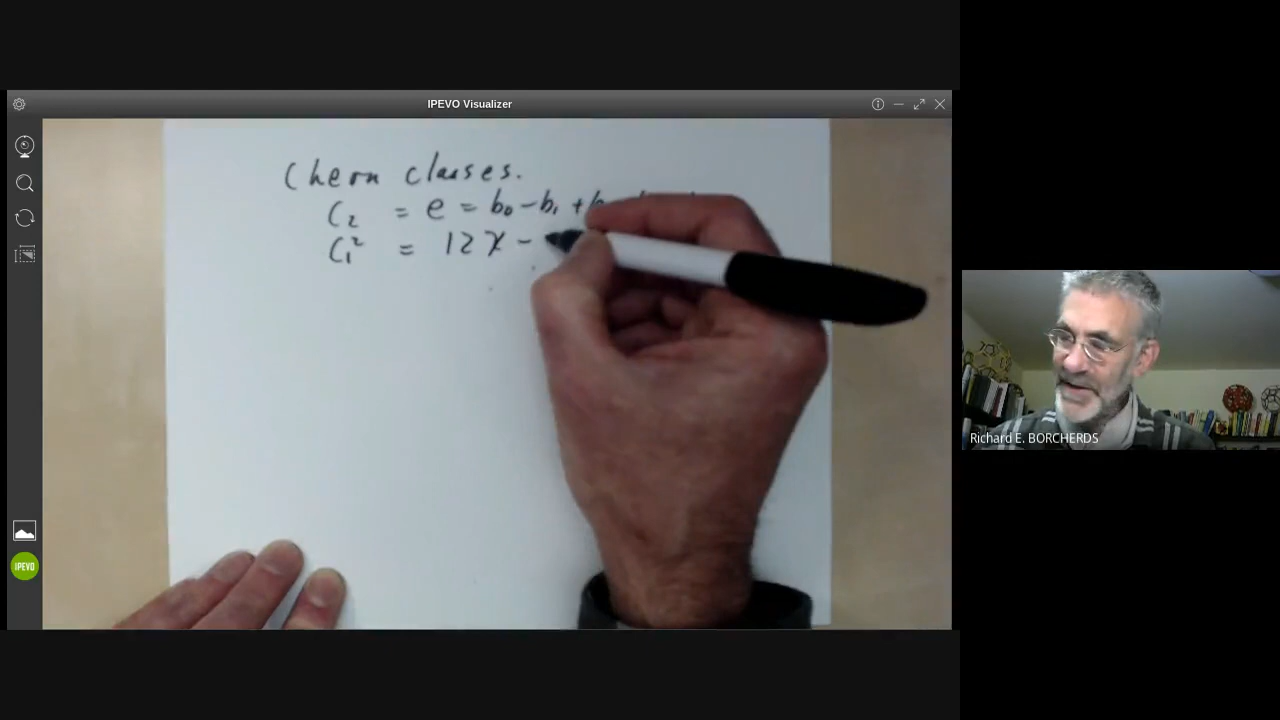 IPEVO Visualizer
Chern classes.
C₂ = e = b₀ - b₁ + b
C₁² = 12χ -
Richard E. BORCHERDS
IPEVO